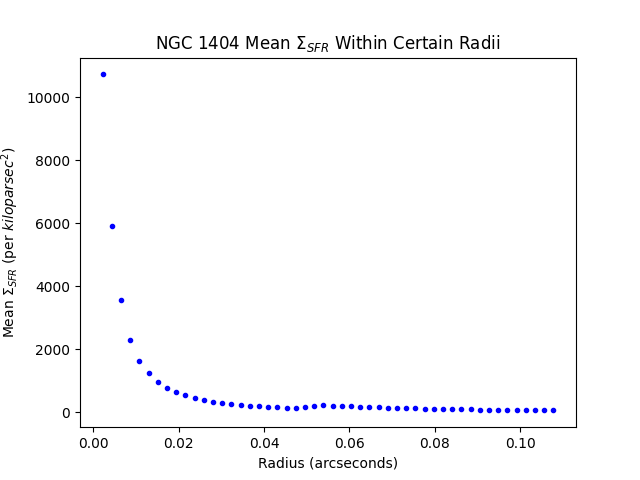 NGC 1404 Mean Σ_SFR Within Certain Radii
Mean Σ_SFR (per kiloparsec²)
10000
8000
6000
4000
2000
0
0.00 0.02 0.04 0.06 0.08 0.10
Radius (arcseconds)